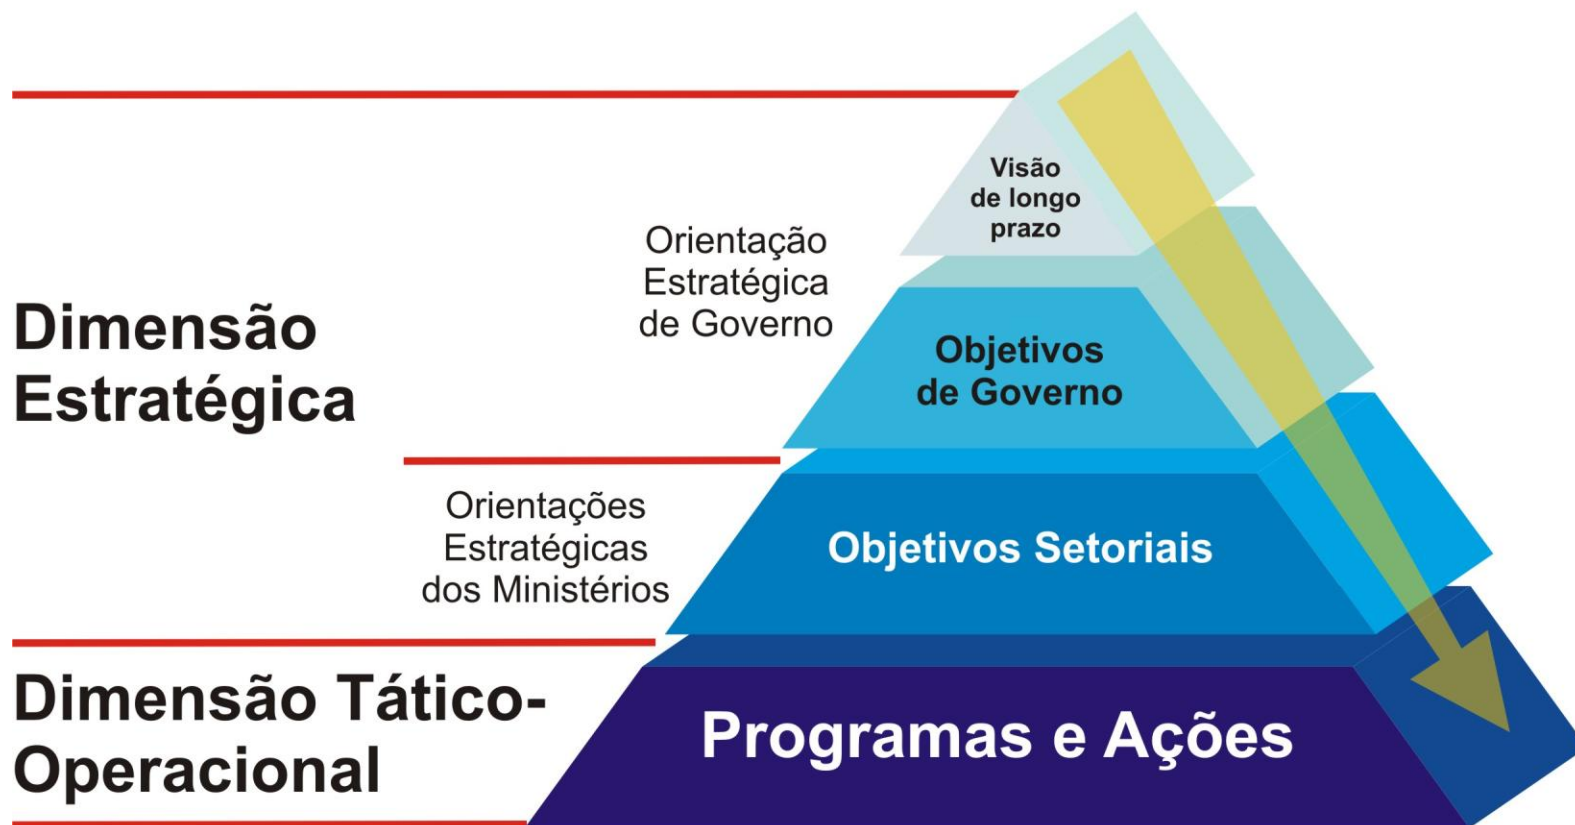 Visão
de longo
prazo
Orientação
Estratégica
de Governo
Dimensão
Estratégica
Objetivos
de Governo
Orientações
Estratégicas
dos Ministérios
Objetivos Setoriais
Dimensão Tático-
Operacional
Programas e Ações